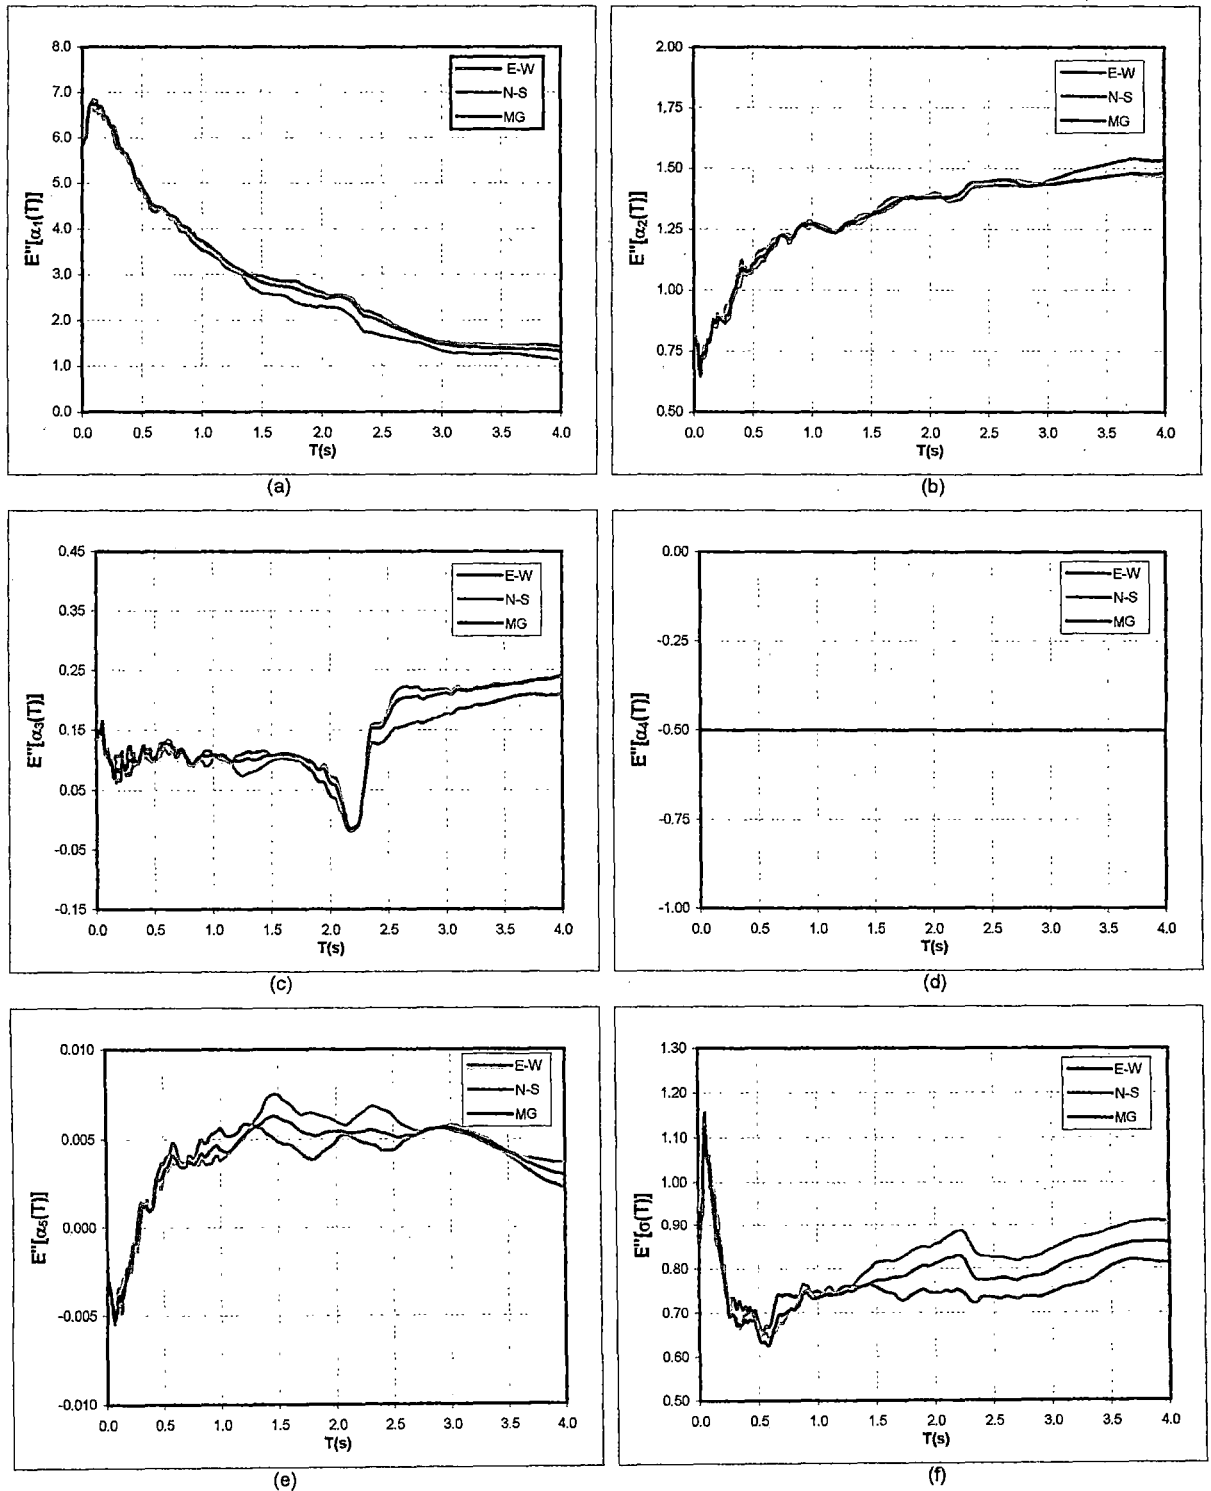 8.0
7.0
6.0
5.0
4.0
3.0
2.0
1.0
0.0
E"[α1(T)]
E-W
N-S
MG
0.0 0.5 1.0 1.5 2.0 2.5 3.0 3.5 4.0
T(s)
(a)
2.00
1.75
1.50
1.25
1.00
0.75
0.50
E"[α2(T)]
E-W
N-S
MG
0.0 0.5 1.0 1.5 2.0 2.5 3.0 3.5 4.0
T(s)
(b)
0.45
0.35
0.25
0.15
0.05
-0.05
-0.15
E"[α3(T)]
E-W
N-S
MG
0.0 0.5 1.0 1.5 2.0 2.5 3.0 3.5 4.0
T(s)
(c)
0.00
-0.25
-0.50
-0.75
-1.00
E"[α4(T)]
E-W
N-S
MG
0.0 0.5 1.0 1.5 2.0 2.5 3.0 3.5 4.0
T(s)
(d)
0.010
0.005
0.000
-0.005
-0.010
E"[α5(T)]
E-W
N-S
MG
0.0 0.5 1.0 1.5 2.0 2.5 3.0 3.5 4.0
T(s)
(e)
1.30
1.20
1.10
1.00
0.90
0.80
0.70
0.60
0.50
E"[σ(T)]
E-W
N-S
MG
0.0 0.5 1.0 1.5 2.0 2.5 3.0 3.5 4.0
T(s)
(f)